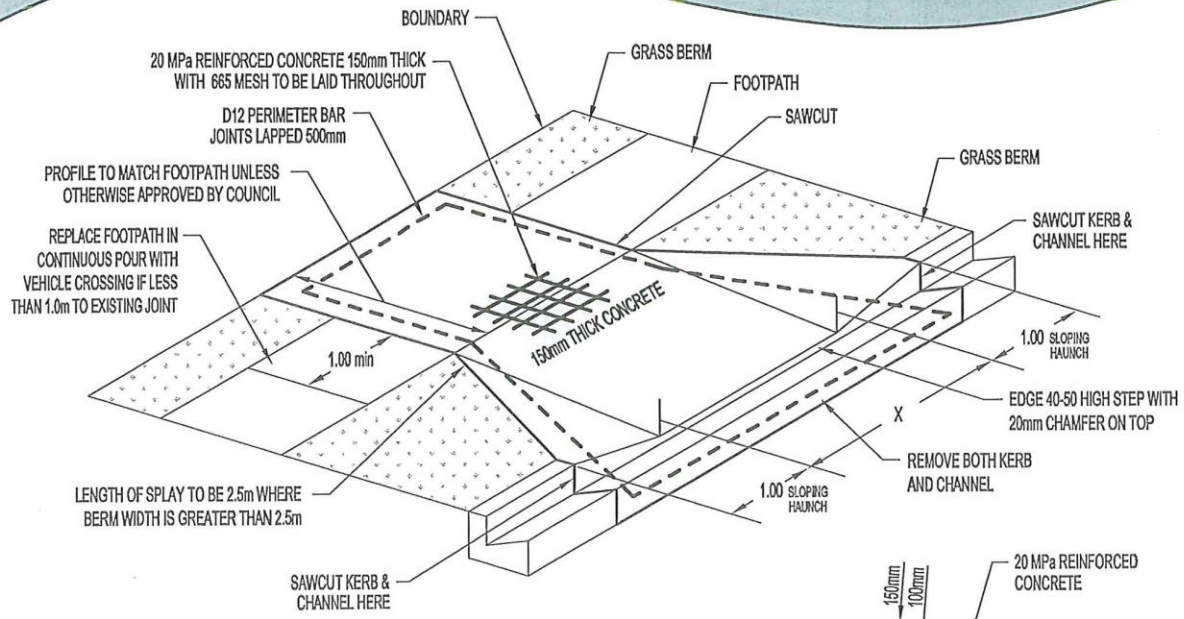 BOUNDARY
20 MPa REINFORCED CONCRETE 150mm THICK
WITH 665 MESH TO BE LAID THROUGHOUT
GRASS BERM
FOOTPATH
D12 PERIMETER BAR
JOINTS LAPPED 500mm
SAWCUT
GRASS BERM
PROFILE TO MATCH FOOTPATH UNLESS
OTHERWISE APPROVED BY COUNCIL
SAWCUT KERB &
CHANNEL HERE
REPLACE FOOTPATH IN
CONTINUOUS POUR WITH
VEHICLE CROSSING IF LESS
THAN 1.0m TO EXISTING JOINT
150mm THICK CONCRETE
1.00 min
1.00 SLOPING
HAUNCH
EDGE 40-50 HIGH STEP WITH
20mm CHAMFER ON TOP
X
REMOVE BOTH KERB
AND CHANNEL
1.00 SLOPING
HAUNCH
LENGTH OF SPLAY TO BE 2.5m WHERE
BERM WIDTH IS GREATER THAN 2.5m
SAWCUT KERB &
CHANNEL HERE
150mm
100mm
20 MPa REINFORCED
CONCRETE